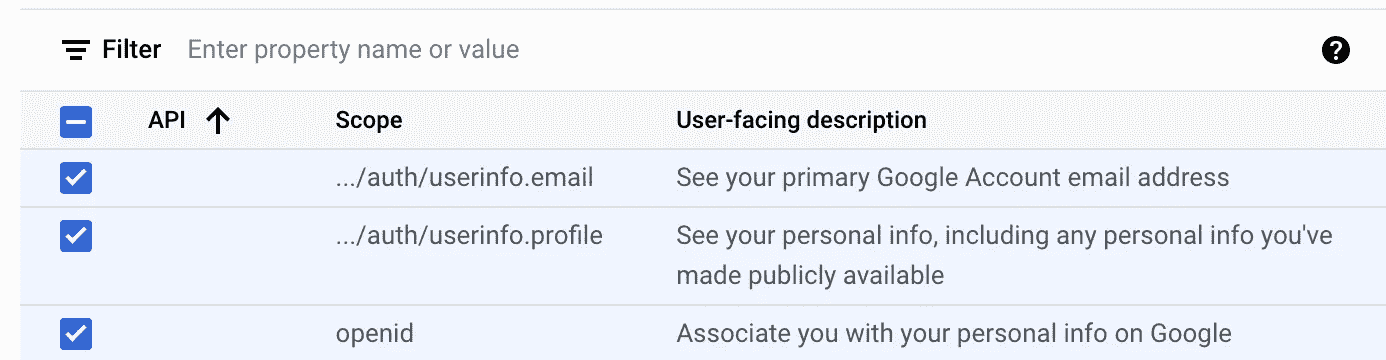 Filter Enter property name or value
API Scope User-facing description
.../auth/userinfo.email See your primary Google Account email address
.../auth/userinfo.profile See your personal info, including any personal info you've
made publicly available
openid Associate you with your personal info on Google